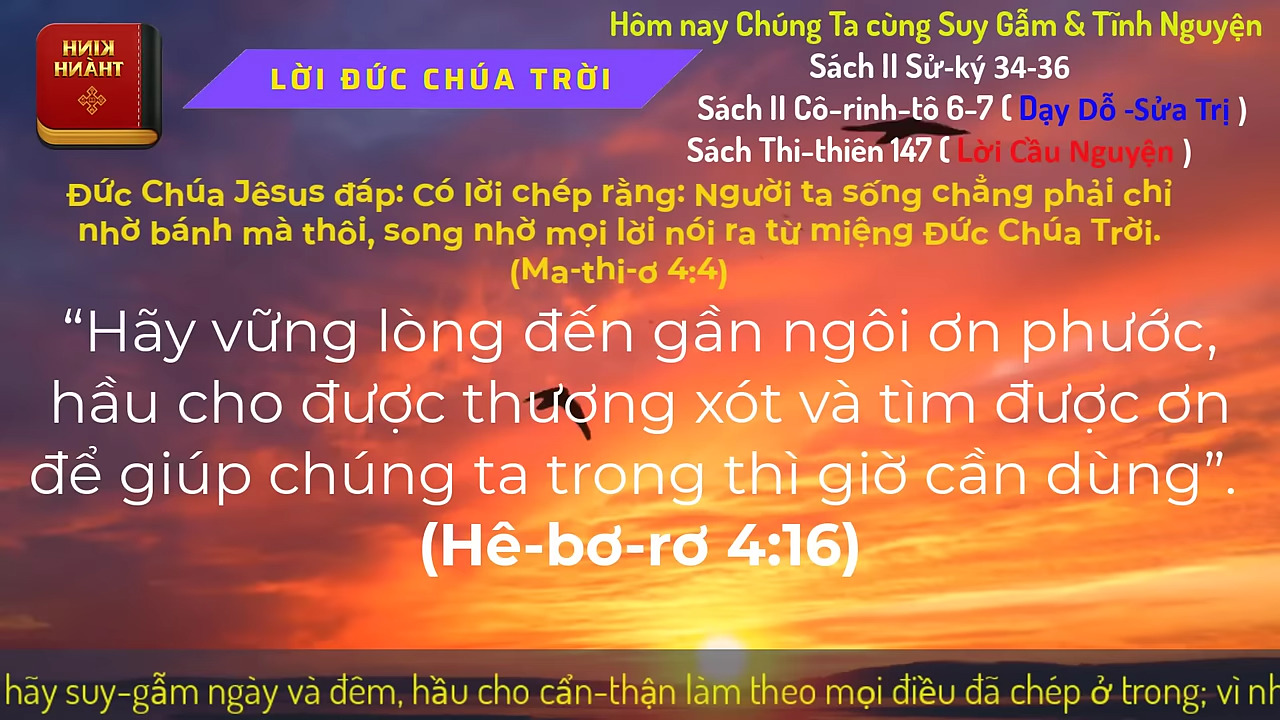 KINH
THÁNH
LỜI ĐỨC CHÚA TRỜI
Hôm nay Chúng Ta cùng Suy Gẫm & Tĩnh Nguyện
Sách II Sử-ký 34-36
Sách II Cô-rinh-tô 6-7 ( Dạy Dỗ -Sửa Trị )
Sách Thi-thiên 147 ( Lời Cầu Nguyện )
Đức Chúa Jêsus đáp: Có lời chép rằng: Người ta sống chẳng phải chỉ
nhờ bánh mà thôi, song nhờ mọi lời nói ra từ miệng Đức Chúa Trời.
(Ma-thi-ơ 4:4)
“Hãy vững lòng đến gần ngôi ơn phước,
hầu cho được thương xót và tìm được ơn
để giúp chúng ta trong thì giờ cần dùng”.
(Hê-bơ-rơ 4:16)
hãy suy-gẫm ngày và đêm, hầu cho cẩn-thận làm theo mọi điều đã chép ở trong; vì nh